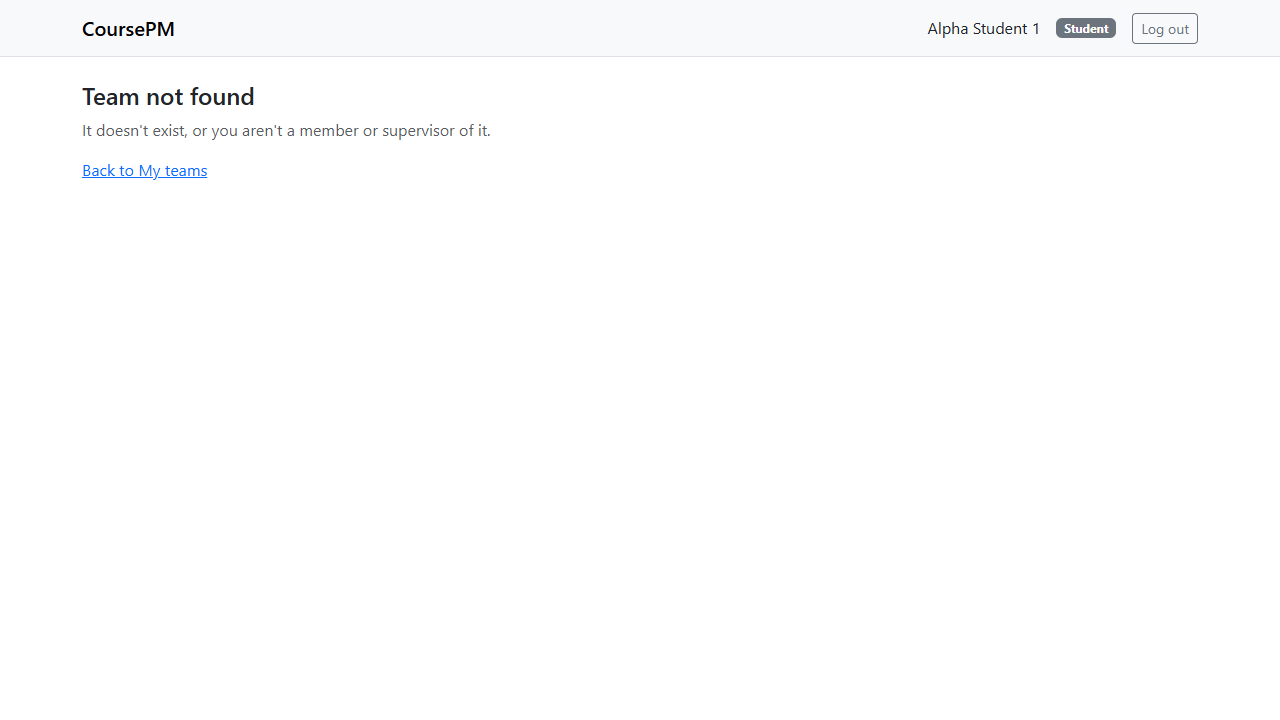 CoursePM
Alpha Student 1
Student
Log out
Team not found
It doesn't exist, or you aren't a member or supervisor of it.
Back to My teams